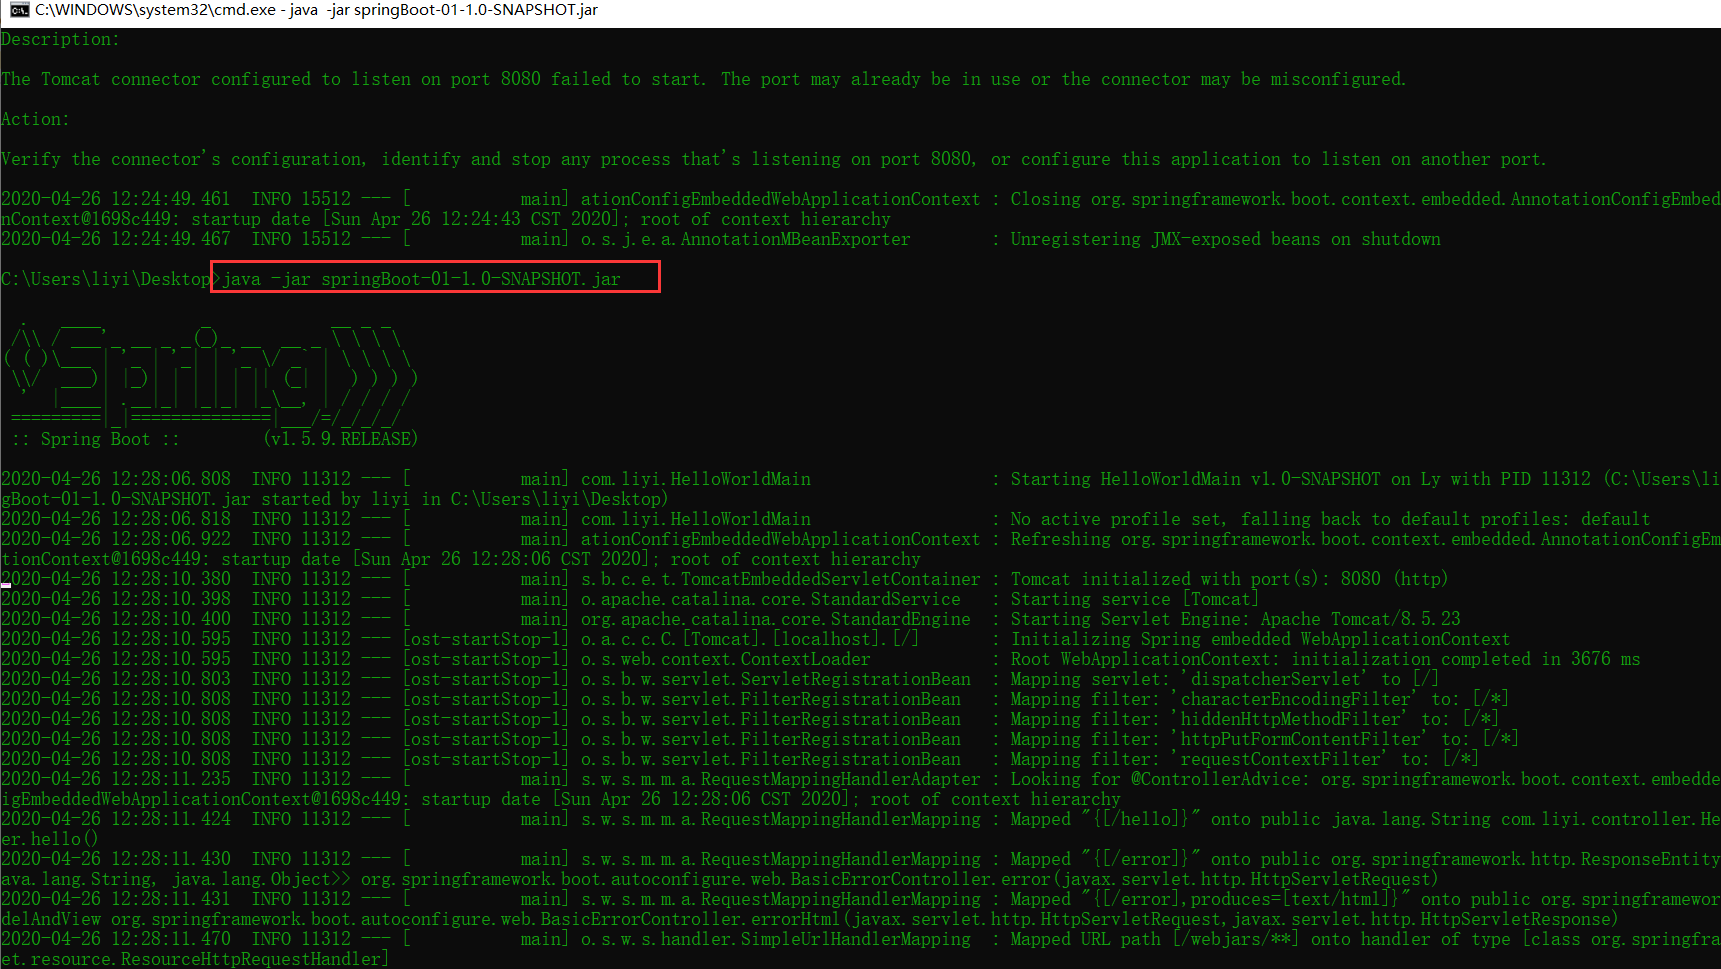 C:\WINDOWS\system32\cmd.exe - java  -jar springBoot-01-1.0-SNAPSHOT.jar
Description:
The Tomcat connector configured to listen on port 8080 failed to start. The port may already be in use or the connector may be misconfigured.
Action:
Verify the connector's configuration, identify and stop any process that's listening on port 8080, or configure this application to listen on another port.
2020-04-26 12:24:49.461  INFO 15512 --- [           main] ationConfigEmbeddedWebApplicationContext : Closing org.springframework.boot.context.embedded.AnnotationConfigEmbed
nContext@1698c449: startup date [Sun Apr 26 12:24:43 CST 2020]; root of context hierarchy
2020-04-26 12:24:49.467  INFO 15512 --- [           main] o.s.j.e.a.AnnotationMBeanExporter        : Unregistering JMX-exposed beans on shutdown
C:\Users\liyi\Desktop>java -jar springBoot-01-1.0-SNAPSHOT.jar
  .   ____          _            __ _ _
 /\\ / ___'_ __ _ _(_)_ __  __ _ \ \ \ \
( ( )\___ | '_ | '_| | '_ \/ _` | \ \ \ \
 \\/  ___)| |_)| | | | | || (_| |  ) ) ) )
  '  |____| .__|_| |_|_| |_\__, | / / / /
 =========|_|==============|___/=/_/_/_/
 :: Spring Boot ::        (v1.5.9.RELEASE)
2020-04-26 12:28:06.808  INFO 11312 --- [           main] com.liyi.HelloWorldMain                  : Starting HelloWorldMain v1.0-SNAPSHOT on Ly with PID 11312 (C:\Users\li
gBoot-01-1.0-SNAPSHOT.jar started by liyi in C:\Users\liyi\Desktop)
2020-04-26 12:28:06.818  INFO 11312 --- [           main] com.liyi.HelloWorldMain                  : No active profile set, falling back to default profiles: default
2020-04-26 12:28:06.922  INFO 11312 --- [           main] ationConfigEmbeddedWebApplicationContext : Refreshing org.springframework.boot.context.embedded.AnnotationConfigEm
tionContext@1698c449: startup date [Sun Apr 26 12:28:06 CST 2020]; root of context hierarchy
2020-04-26 12:28:10.380  INFO 11312 --- [           main] s.b.c.e.t.TomcatEmbeddedServletContainer : Tomcat initialized with port(s): 8080 (http)
2020-04-26 12:28:10.398  INFO 11312 --- [           main] o.apache.catalina.core.StandardService   : Starting service [Tomcat]
2020-04-26 12:28:10.400  INFO 11312 --- [           main] org.apache.catalina.core.StandardEngine  : Starting Servlet Engine: Apache Tomcat/8.5.23
2020-04-26 12:28:10.595  INFO 11312 --- [ost-startStop-1] o.a.c.c.C.[Tomcat].[localhost].[/]       : Initializing Spring embedded WebApplicationContext
2020-04-26 12:28:10.595  INFO 11312 --- [ost-startStop-1] o.s.web.context.ContextLoader            : Root WebApplicationContext: initialization completed in 3676 ms
2020-04-26 12:28:10.803  INFO 11312 --- [ost-startStop-1] o.s.b.w.servlet.ServletRegistrationBean  : Mapping servlet: 'dispatcherServlet' to [/]
2020-04-26 12:28:10.808  INFO 11312 --- [ost-startStop-1] o.s.b.w.servlet.FilterRegistrationBean   : Mapping filter: 'characterEncodingFilter' to: [/*]
2020-04-26 12:28:10.808  INFO 11312 --- [ost-startStop-1] o.s.b.w.servlet.FilterRegistrationBean   : Mapping filter: 'hiddenHttpMethodFilter' to: [/*]
2020-04-26 12:28:10.808  INFO 11312 --- [ost-startStop-1] o.s.b.w.servlet.FilterRegistrationBean   : Mapping filter: 'httpPutFormContentFilter' to: [/*]
2020-04-26 12:28:10.808  INFO 11312 --- [ost-startStop-1] o.s.b.w.servlet.FilterRegistrationBean   : Mapping filter: 'requestContextFilter' to: [/*]
2020-04-26 12:28:11.235  INFO 11312 --- [           main] s.w.s.m.m.a.RequestMappingHandlerAdapter : Looking for @ControllerAdvice: org.springframework.boot.context.embedde
igEmbeddedWebApplicationContext@1698c449: startup date [Sun Apr 26 12:28:06 CST 2020]; root of context hierarchy
2020-04-26 12:28:11.424  INFO 11312 --- [           main] s.w.s.m.m.a.RequestMappingHandlerMapping : Mapped "{[/hello]}" onto public java.lang.String com.liyi.controller.He
er.hello()
2020-04-26 12:28:11.430  INFO 11312 --- [           main] s.w.s.m.m.a.RequestMappingHandlerMapping : Mapped "{[/error]}" onto public org.springframework.http.ResponseEntity
ava.lang.String, java.lang.Object>> org.springframework.boot.autoconfigure.web.BasicErrorController.error(javax.servlet.http.HttpServletRequest)
2020-04-26 12:28:11.431  INFO 11312 --- [           main] s.w.s.m.m.a.RequestMappingHandlerMapping : Mapped "{[/error],produces=[text/html]}" onto public org.springframewor
delAndView org.springframework.boot.autoconfigure.web.BasicErrorController.errorHtml(javax.servlet.http.HttpServletRequest,javax.servlet.http.HttpServletResponse)
2020-04-26 12:28:11.470  INFO 11312 --- [           main] o.s.w.s.handler.SimpleUrlHandlerMapping  : Mapped URL path [/webjars/**] onto handler of type [class org.springfra
et.resource.ResourceHttpRequestHandler]